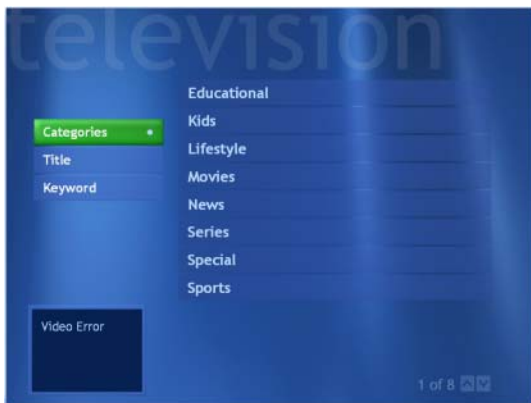 television
Categories
Title
Keyword
Educational
Kids
Lifestyle
Movies
News
Series
Special
Sports
Video Error
1 of 8